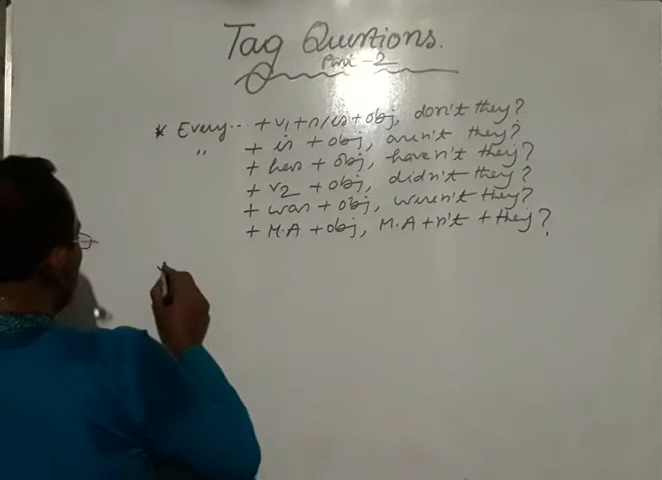 Tag Questions.
Part-2
* Every... + v1+s/es+obj, don't they?
" + is + obj, aren't they?
+ has + obj, haven't they?
+ v2 + obj, didn't they?
+ was + obj, weren't they?
+ M.A + obj, M.A+n't + they?